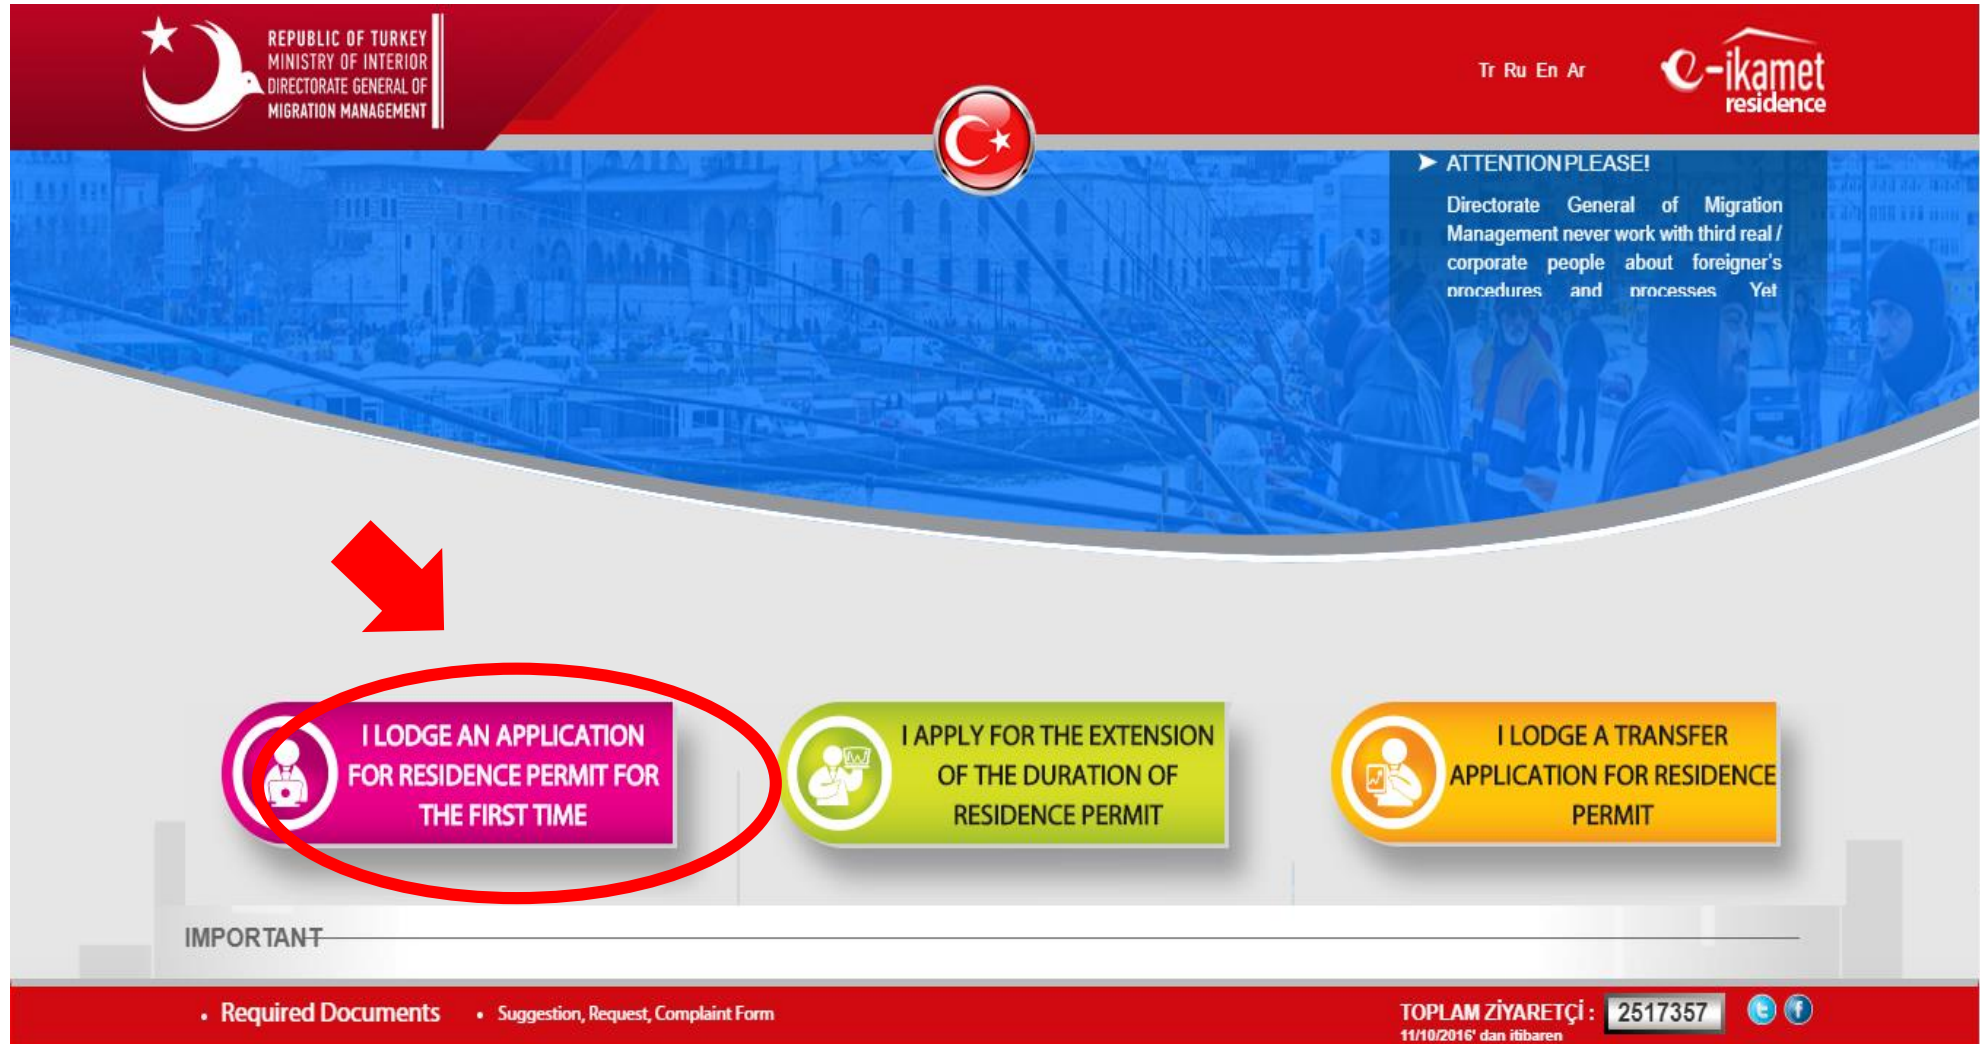 REPUBLIC OF TURKEY
MINISTRY OF INTERIOR
DIRECTORATE GENERAL OF
MIGRATION MANAGEMENT
Tr Ru En Ar
e-ikamet
residence
ATTENTION PLEASE!
Directorate General of Migration
Management never work with third real /
corporate people about foreigner's
procedures and processes Yet
I LODGE AN APPLICATION
FOR RESIDENCE PERMIT FOR
THE FIRST TIME
I APPLY FOR THE EXTENSION
OF THE DURATION OF
RESIDENCE PERMIT
I LODGE A TRANSFER
APPLICATION FOR RESIDENCE
PERMIT
IMPORTANT
• Required Documents
• Suggestion, Request, Complaint Form
TOPLAM ZİYARETÇİ : 2517357
11/10/2016' dan itibaren